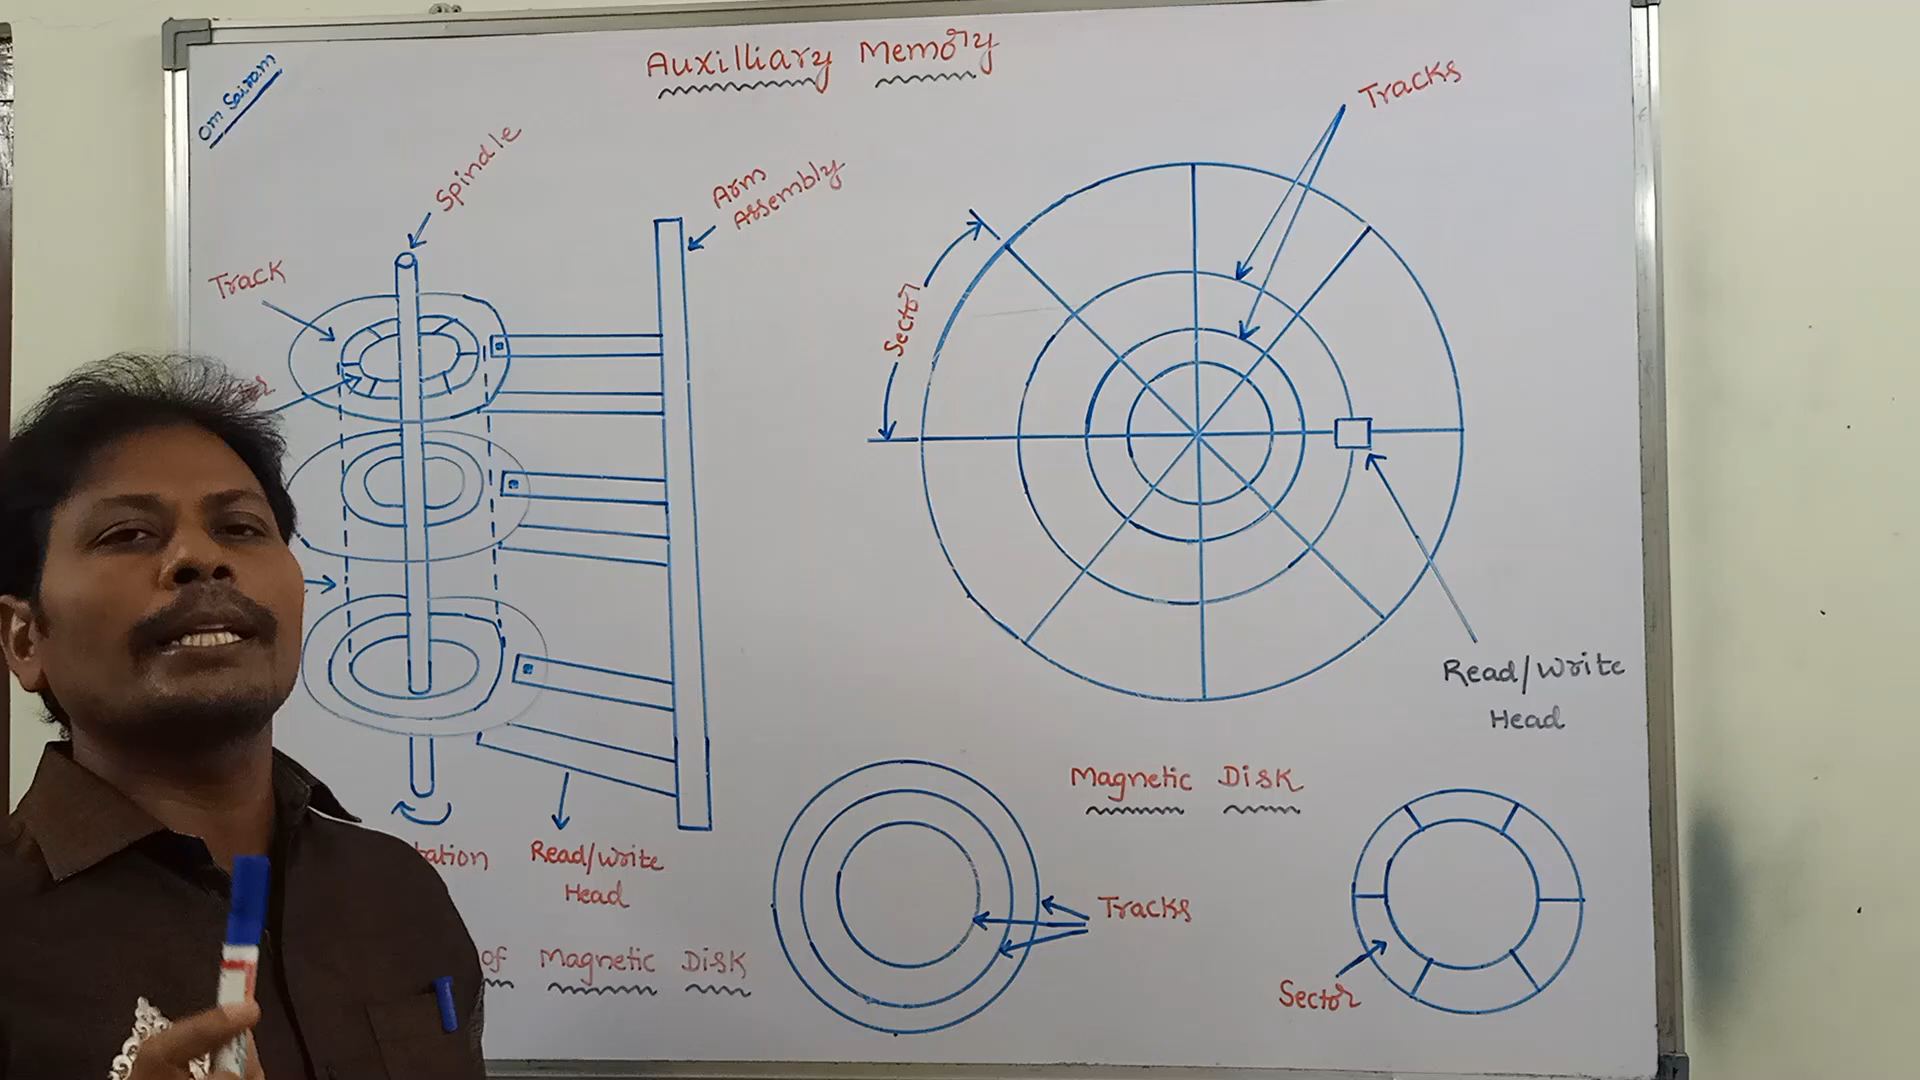 Om Sairam
Auxilliary Memory
Tracks
Spindle
Arm
Assembly
Track
Sector
Read/Write
Head
Magnetic Disk
Read/Write
Head
Tracks
of Magnetic Disk
Sector